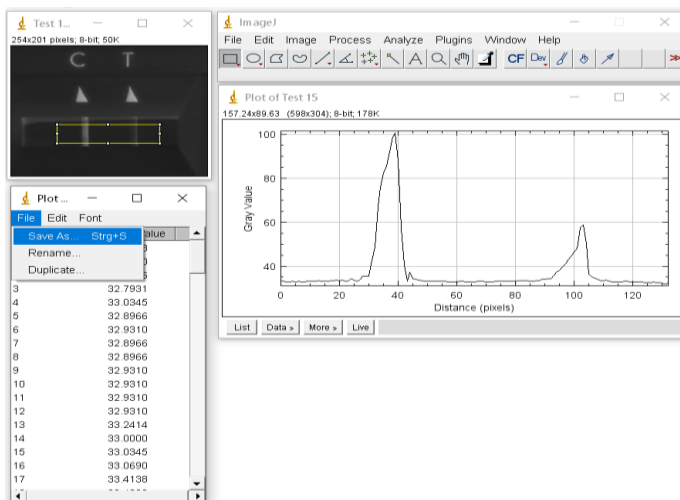 Test 1...
254x201 pixels; 8-bit; 50K
C T
ImageJ
File Edit Image Process Analyze Plugins Window Help
CF Dev
Plot of Test 15
157.24x89.63 (598x304); 8-bit; 178K
100
80
60
40
Gray Value
0 20 40 60 80 100 120
Distance (pixels)
List Data » More » Live
Plot ...
File Edit Font
Save As... Strg+S
Rename...
Duplicate...
3 32.7931
4 33.0345
5 32.8966
6 32.9310
7 32.8966
8 32.8966
9 32.9310
10 32.9310
11 32.9310
12 32.9310
13 33.2414
14 33.0000
15 33.0345
16 33.0690
17 33.4138